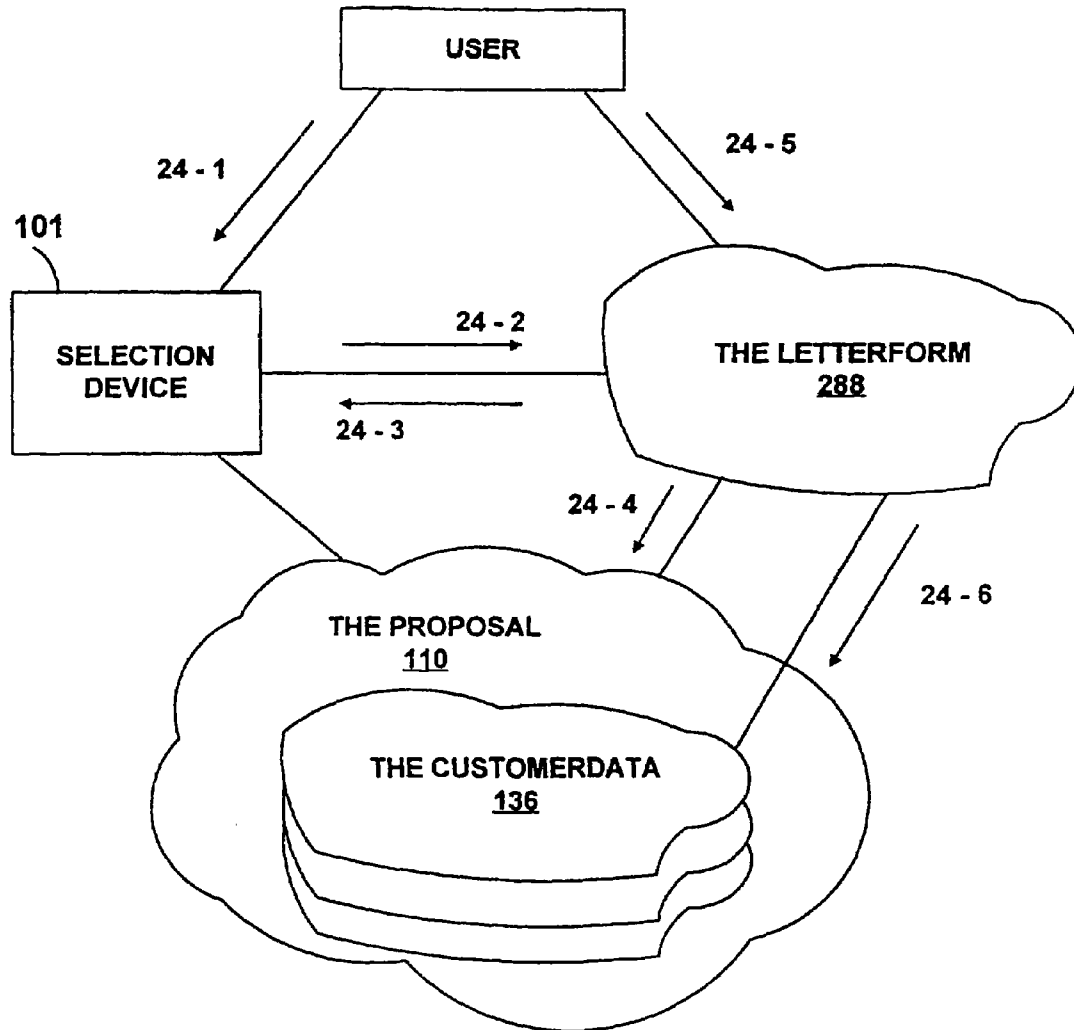 USER
24 - 1
24 - 5
101
SELECTION
DEVICE
24 - 2
24 - 3
THE LETTERFORM
288
24 - 4
24 - 6
THE PROPOSAL
110
THE CUSTOMERDATA
136